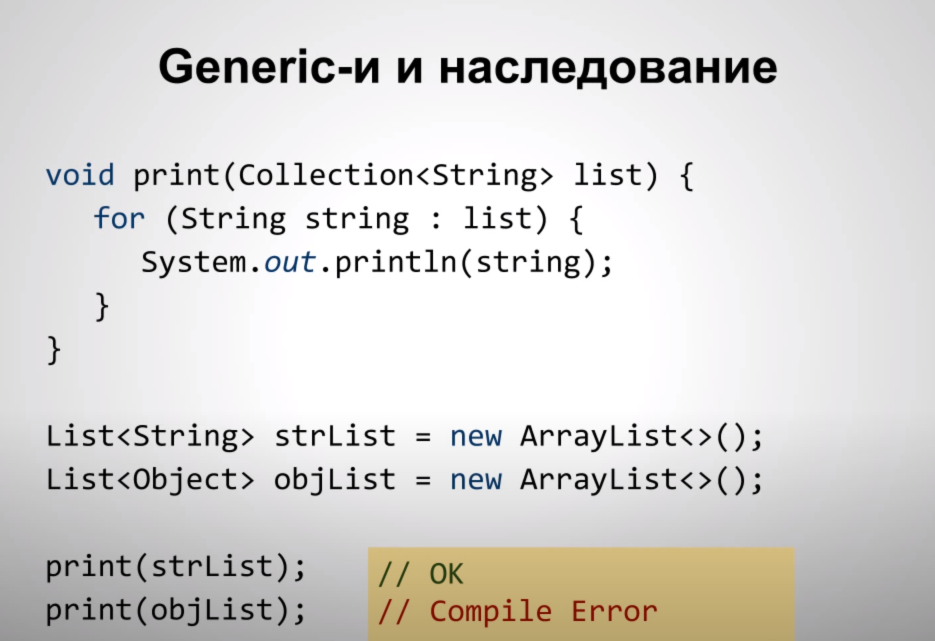 Generic-и и наследование
void print(Collection<String> list) {
for (String string : list) {
System.out.println(string);
}
}
List<String> strList = new ArrayList<>();
List<Object> objList = new ArrayList<>();
print(strList); // OK
print(objList); // Compile Error